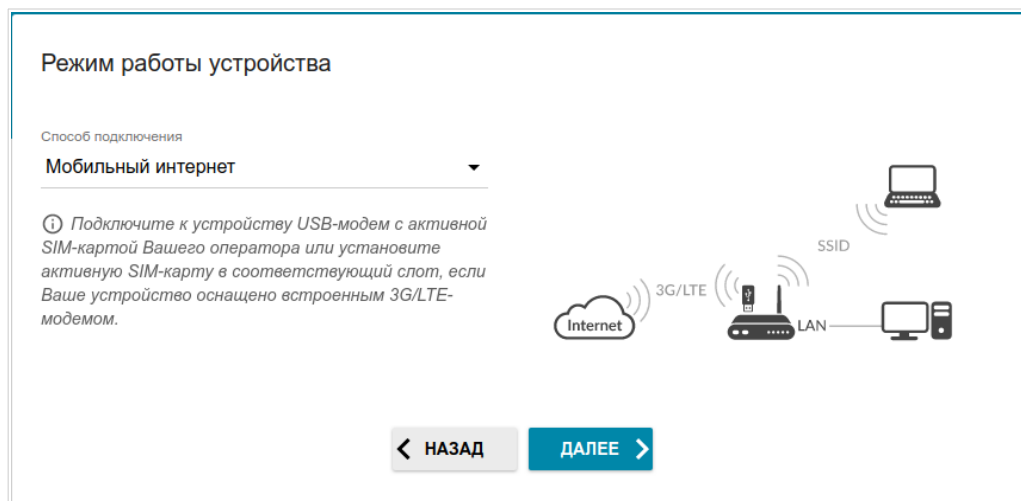 Режим работы устройства
Способ подключения
Мобильный интернет
Подключите к устройству USB-модем с активной
SIM-картой Вашего оператора или установите
активную SIM-карту в соответствующий слот, если
Ваше устройство оснащено встроенным 3G/LTE-
модемом.
SSID
3G/LTE
Internet
LAN
НАЗАД
ДАЛЕЕ